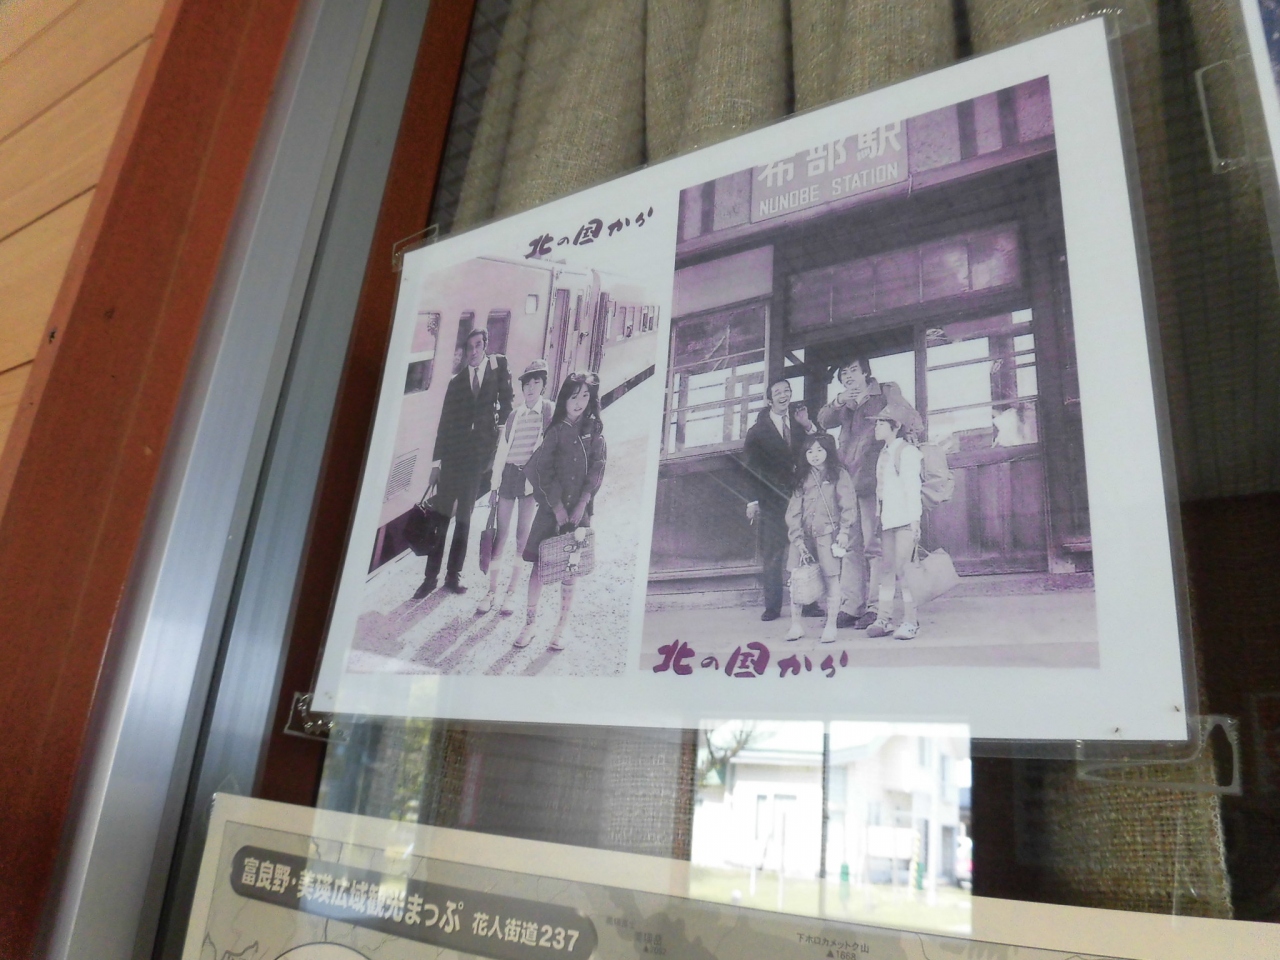 北の国から
布部駅
NUNOBE STATION
北の国から
富良野・美瑛広域観光まっぷ 花人街道237
下ホロカメットク山
▲1668